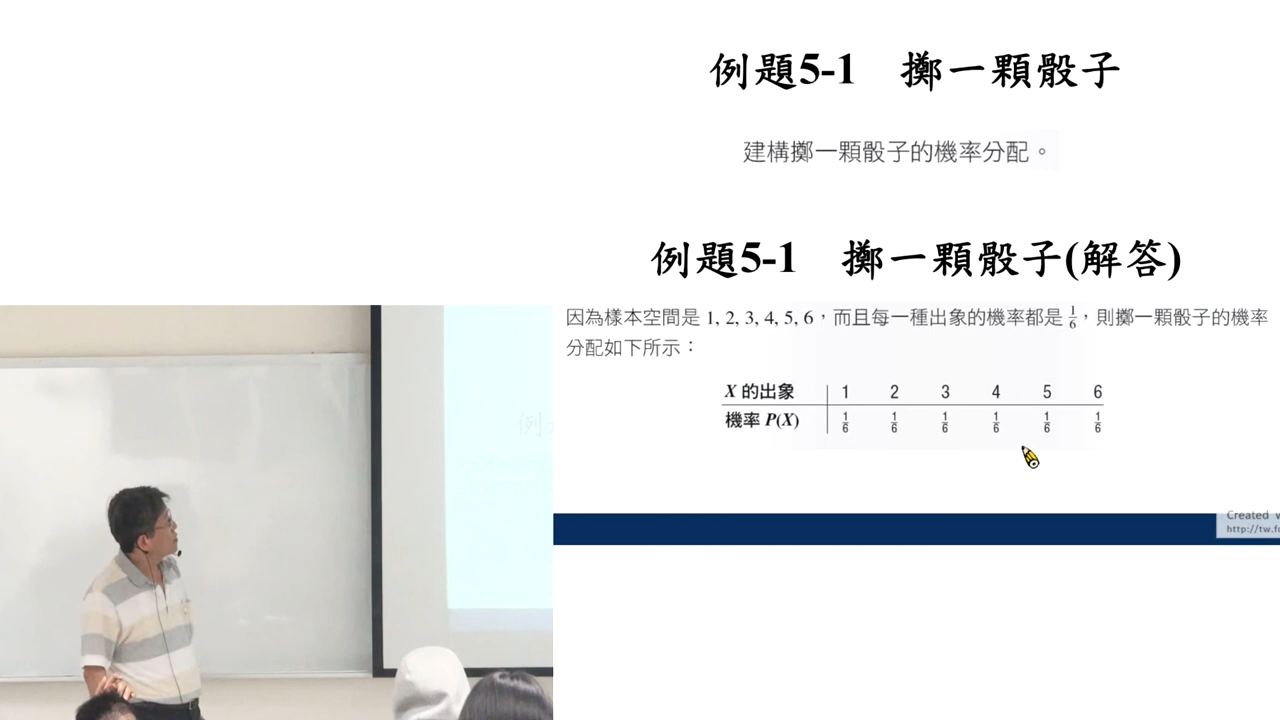 例題5-1 擲一顆骰子
建構擲一顆骰子的機率分配。
例題5-1 擲一顆骰子(解答)
因為樣本空間是 1, 2, 3, 4, 5, 6，而且每一種出象的機率都是 1/6，則擲一顆骰子的機率
分配如下所示：
X 的出象 1 2 3 4 5 6
機率 P(X) 1/6 1/6 1/6 1/6 1/6 1/6
Created
http://tw.fo
例